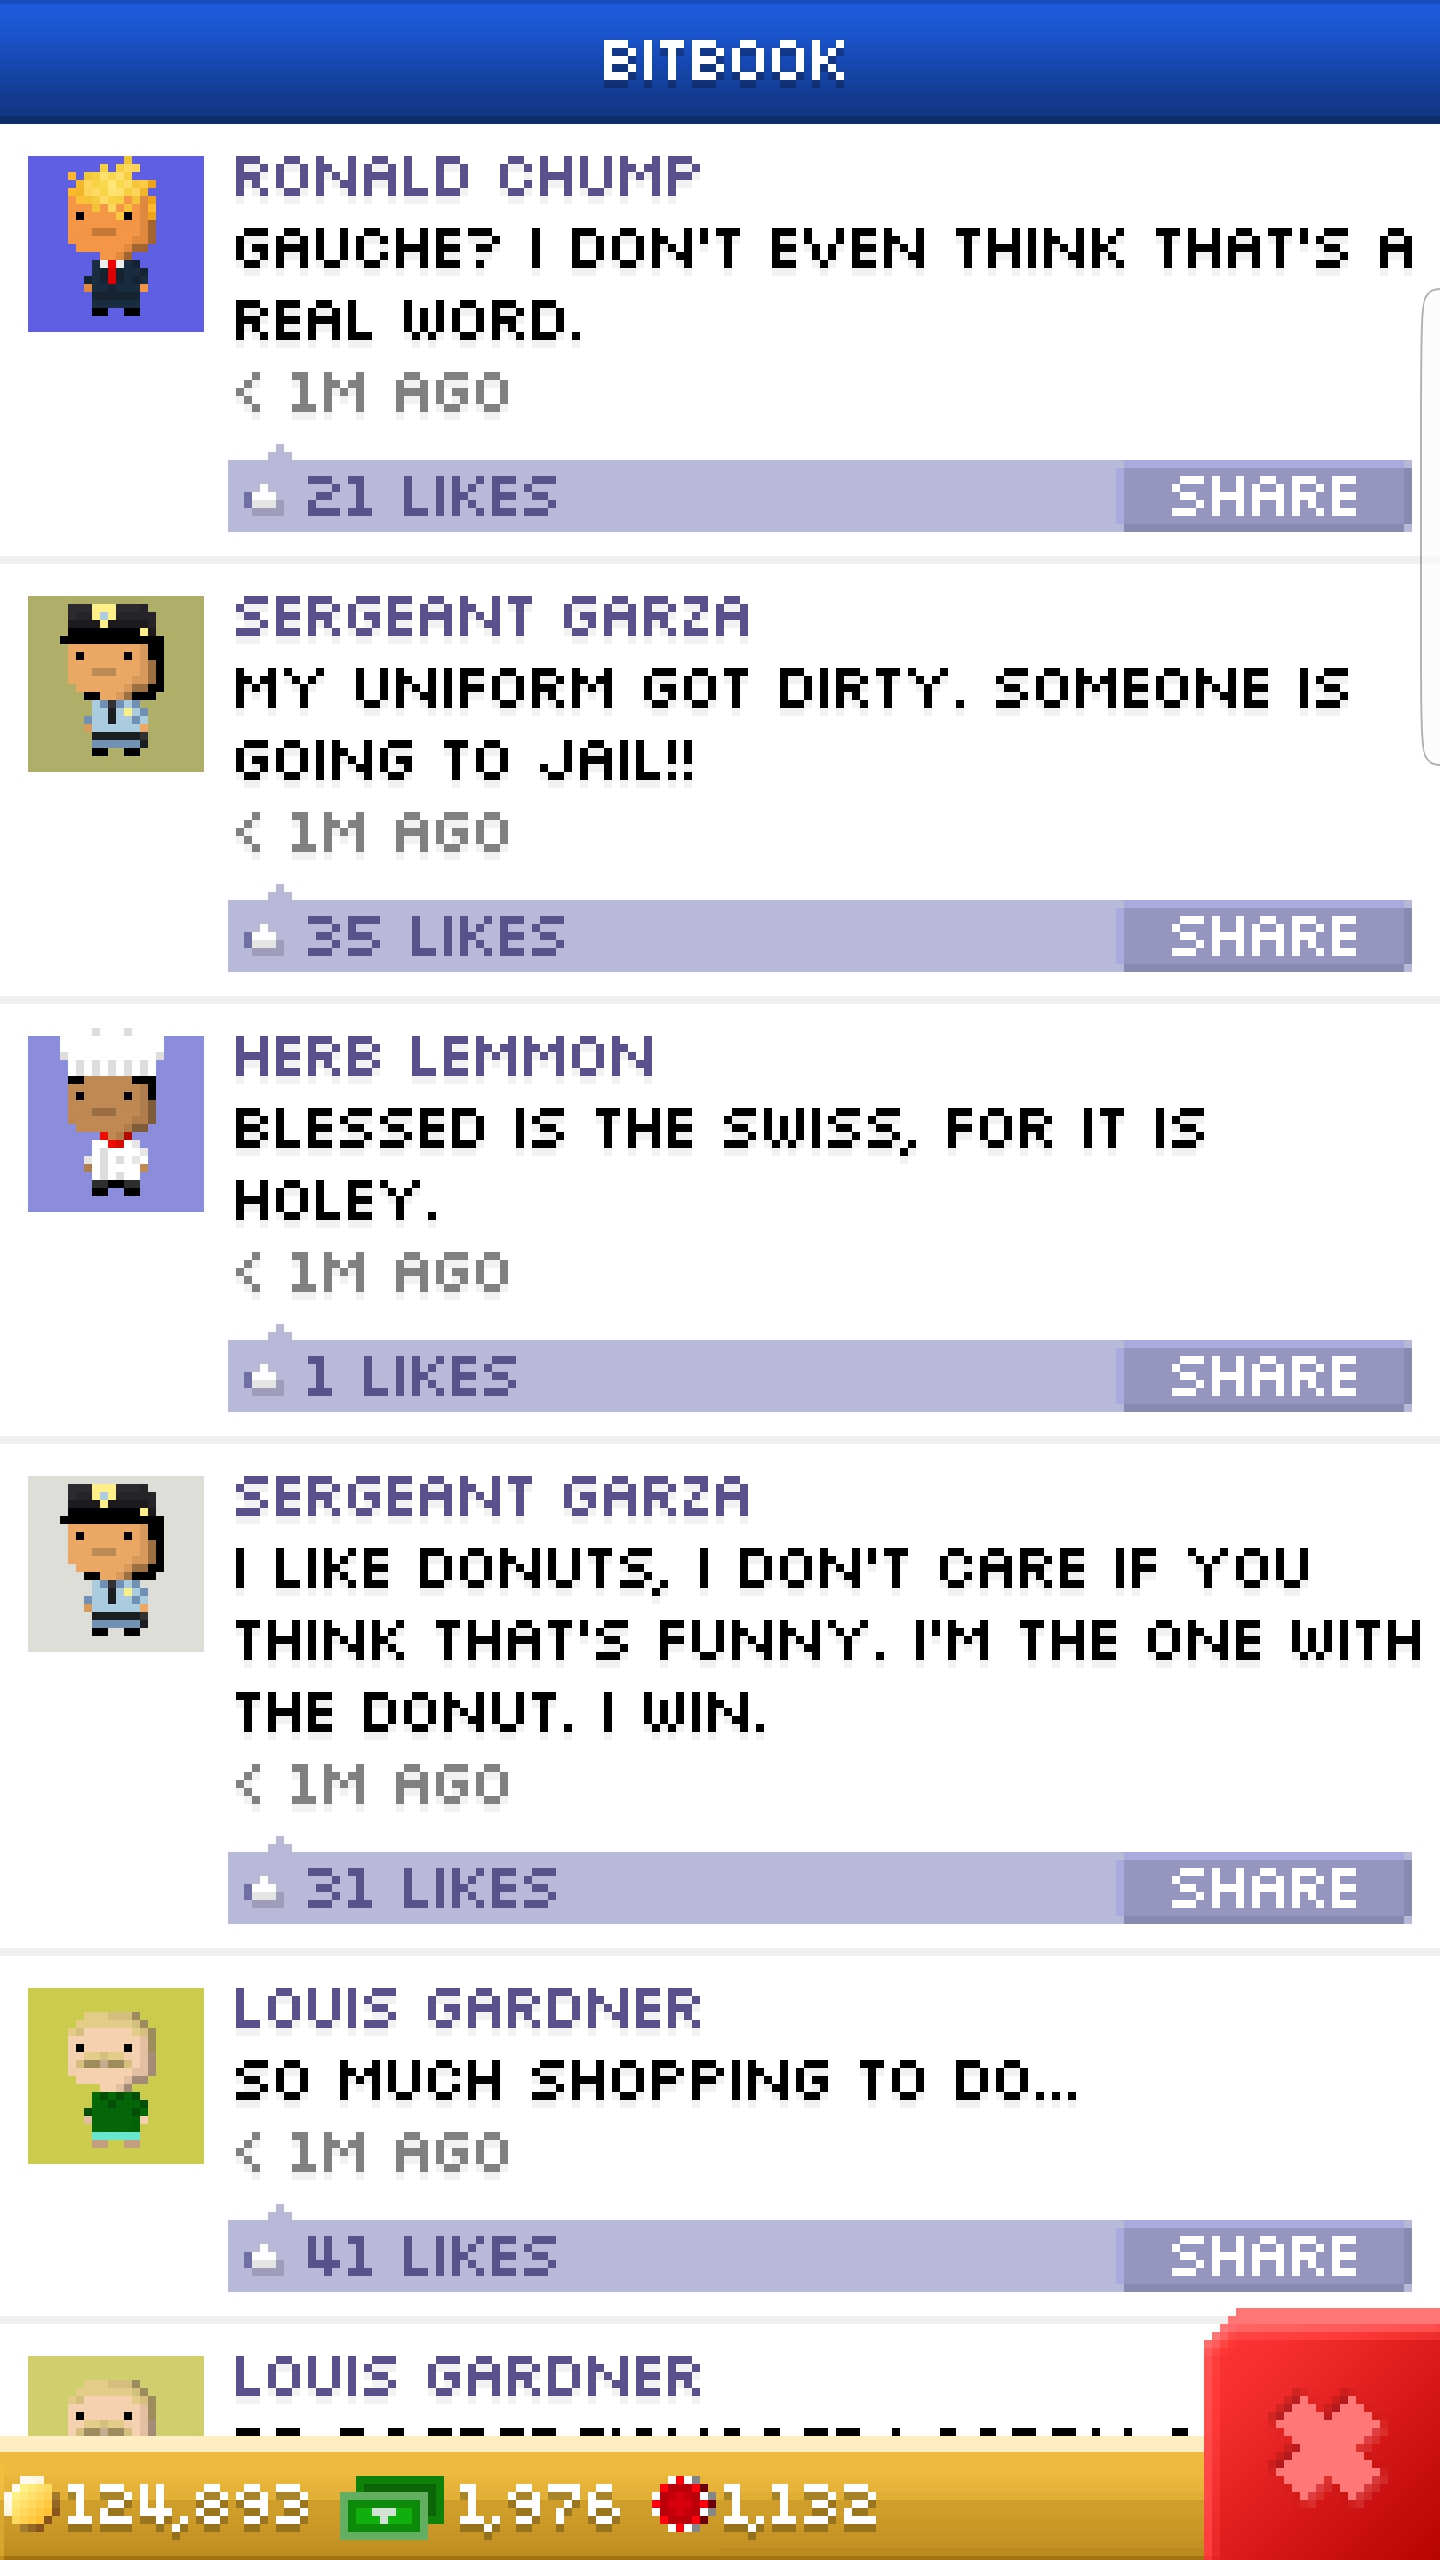 BITBOOK
RONALD CHUMP
GAUCHE? I DON'T EVEN THINK THAT'S A
REAL WORD.
< 1M AGO
21 LIKES SHARE
SERGEANT GARZA
MY UNIFORM GOT DIRTY. SOMEONE IS
GOING TO JAIL!!
< 1M AGO
35 LIKES SHARE
HERB LEMMON
BLESSED IS THE SWISS, FOR IT IS
HOLEY.
< 1M AGO
1 LIKES SHARE
SERGEANT GARZA
I LIKE DONUTS, I DON'T CARE IF YOU
THINK THAT'S FUNNY. I'M THE ONE WITH
THE DONUT. I WIN.
< 1M AGO
31 LIKES SHARE
LOUIS GARDNER
SO MUCH SHOPPING TO DO...
< 1M AGO
41 LIKES SHARE
LOUIS GARDNER
124,893 1,976 1,132